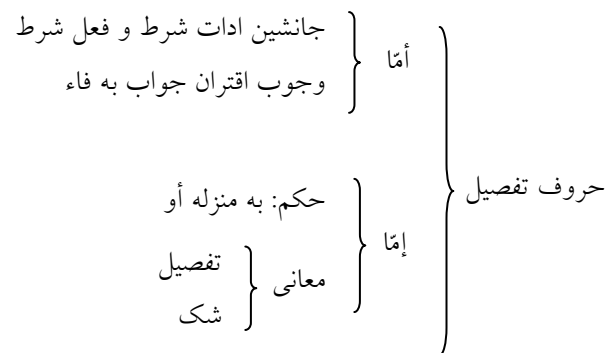 حروف تفصیل
أمّا
جانشین ادات شرط و فعل شرط
وجوب اقتران جواب به فاء
إمّا
حکم: به منزله أو
معانی
تفصیل
شک